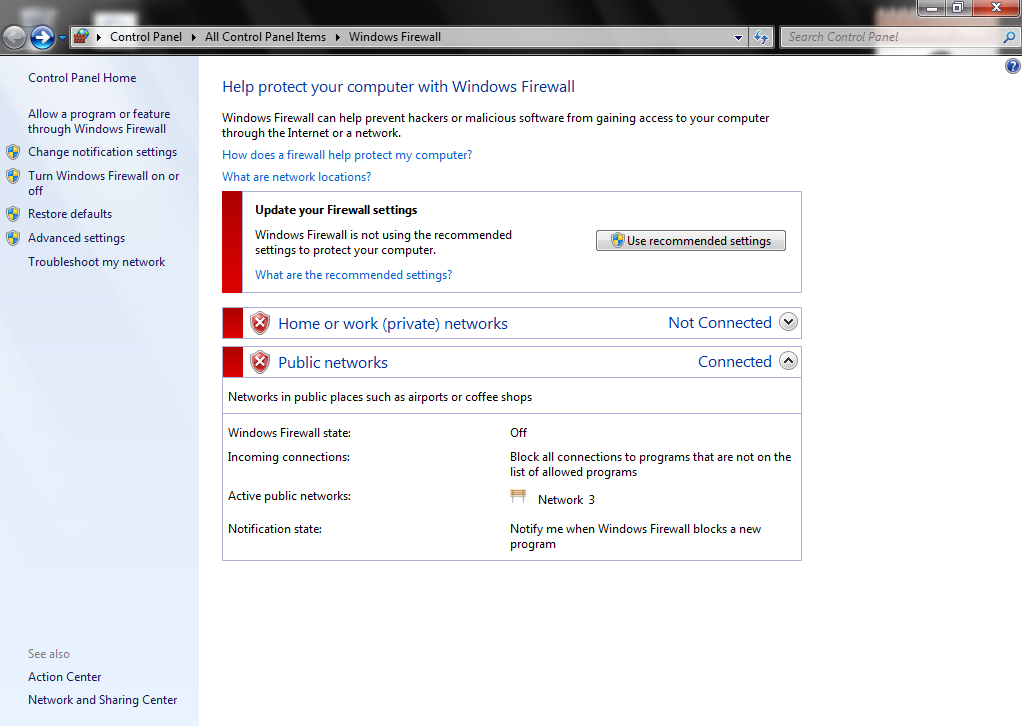 Control Panel
All Control Panel Items
Windows Firewall
Search Control Panel
Control Panel Home
Allow a program or feature
through Windows Firewall
Change notification settings
Turn Windows Firewall on or
off
Restore defaults
Advanced settings
Troubleshoot my network
See also
Action Center
Network and Sharing Center
Help protect your computer with Windows Firewall
Windows Firewall can help prevent hackers or malicious software from gaining access to your computer
through the Internet or a network.
How does a firewall help protect my computer?
What are network locations?
Update your Firewall settings
Windows Firewall is not using the recommended
settings to protect your computer.
Use recommended settings
What are the recommended settings?
Home or work (private) networks Not Connected
Public networks Connected
Networks in public places such as airports or coffee shops
Windows Firewall state: Off
Incoming connections: Block all connections to programs that are not on the
list of allowed programs
Active public networks: Network 3
Notification state: Notify me when Windows Firewall blocks a new
program